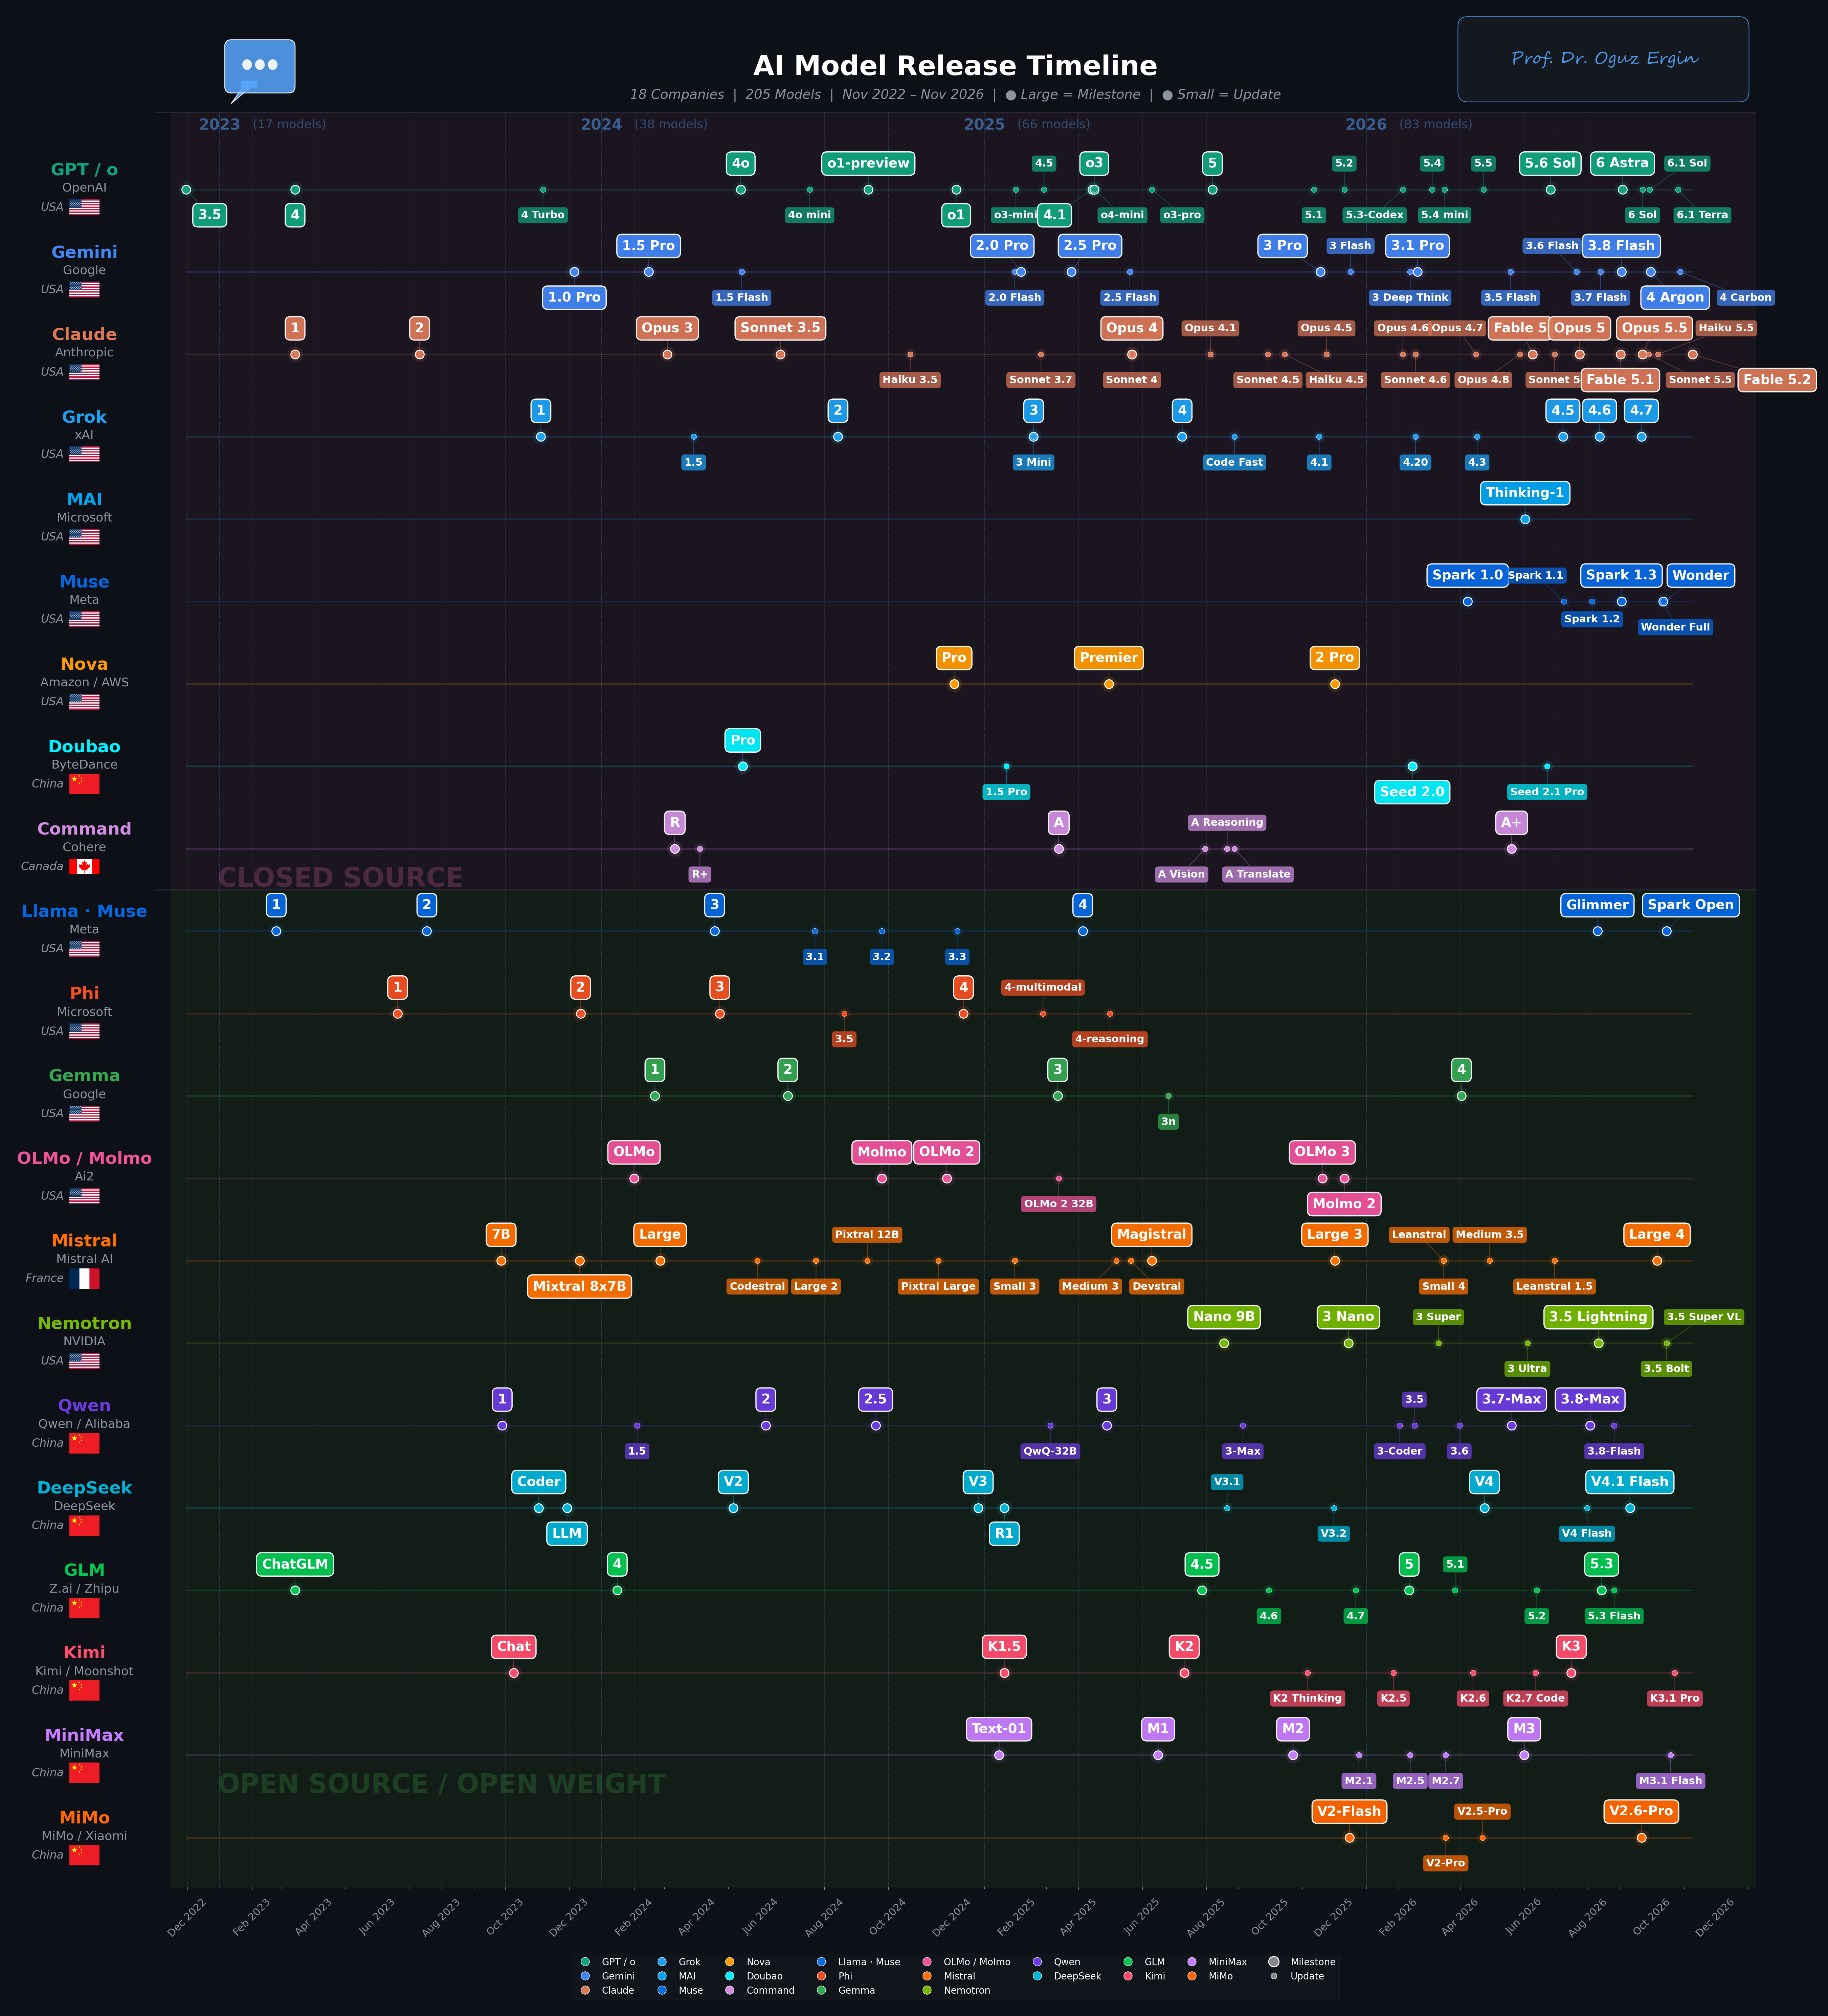 AI Model Release Timeline
Prof. Dr. Oguz Ergin
18 Companies | 205 Models | Nov 2022 – Nov 2026 | ● Large = Milestone | ● Small = Update
2023 (17 models) 2024 (38 models) 2025 (66 models) 2026 (83 models)
GPT / o
OpenAI
USA
4o o1-preview 4.5 o3 5 5.2 5.4 5.5 5.6 Sol 6 Astra 6.1 Sol
3.5 4 4 Turbo 4o mini o1 o3-mini 4.1 o4-mini o3-pro 5.1 5.3-Codex 5.4 mini 6 Sol 6.1 Terra
Gemini
Google
USA
1.5 Pro 2.0 Pro 2.5 Pro 3 Pro 3 Flash 3.1 Pro 3.6 Flash 3.8 Flash
1.0 Pro 1.5 Flash 2.0 Flash 2.5 Flash 3 Deep Think 3.5 Flash 3.7 Flash 4 Argon 4 Carbon
Claude
Anthropic
USA
1 2 Opus 3 Sonnet 3.5 Opus 4 Opus 4.1 Opus 4.5 Opus 4.6 Opus 4.7 Fable 5 Opus 5 Opus 5.5 Haiku 5.5
Haiku 3.5 Sonnet 3.7 Sonnet 4 Sonnet 4.5 Haiku 4.5 Sonnet 4.6 Opus 4.8 Sonnet 5 Fable 5.1 Sonnet 5.5 Fable 5.2
Grok
xAI
USA
1 2 3 4 4.5 4.6 4.7
1.5 3 Mini Code Fast 4.1 4.20 4.3
MAI
Microsoft
USA
Thinking-1
Muse
Meta
USA
Spark 1.0 Spark 1.1 Spark 1.3 Wonder
Spark 1.2 Wonder Full
Nova
Amazon / AWS
USA
Pro Premier 2 Pro
Doubao
ByteDance
China
Pro
1.5 Pro Seed 2.0 Seed 2.1 Pro
Command
Cohere
Canada
R A A Reasoning A+
R+ A Vision A Translate
CLOSED SOURCE
Llama · Muse
Meta
USA
1 2 3 4 Glimmer Spark Open
3.1 3.2 3.3
Phi
Microsoft
USA
1 2 3 4 4-multimodal
3.5 4-reasoning
Gemma
Google
USA
1 2 3 4
3n
OLMo / Molmo
Ai2
USA
OLMo Molmo OLMo 2 OLMo 3
OLMo 2 32B Molmo 2
Mistral
Mistral AI
France
7B Large Pixtral 12B Magistral Large 3 Leanstral Medium 3.5 Large 4
Mixtral 8x7B Codestral Large 2 Pixtral Large Small 3 Medium 3 Devstral Small 4 Leanstral 1.5
Nemotron
NVIDIA
USA
Nano 9B 3 Nano 3 Super 3.5 Lightning 3.5 Super VL
3 Ultra 3.5 Bolt
Qwen
Qwen / Alibaba
China
1 2 2.5 3 3.5 3.7-Max 3.8-Max
1.5 QwQ-32B 3-Max 3-Coder 3.6 3.8-Flash
DeepSeek
DeepSeek
China
Coder V2 V3 V3.1 V4 V4.1 Flash
LLM R1 V3.2 V4 Flash
GLM
Z.ai / Zhipu
China
ChatGLM 4 4.5 5 5.1 5.3
4.6 4.7 5.2 5.3 Flash
Kimi
Kimi / Moonshot
China
Chat K1.5 K2 K3
K2 Thinking K2.5 K2.6 K2.7 Code K3.1 Pro
MiniMax
MiniMax
China
Text-01 M1 M2 M3
M2.1 M2.5 M2.7 M3.1 Flash
OPEN SOURCE / OPEN WEIGHT
MiMo
MiMo / Xiaomi
China
V2-Flash V2.5-Pro V2.6-Pro
V2-Pro
Dec 2022 Feb 2023 Apr 2023 Jun 2023 Aug 2023 Oct 2023 Dec 2023 Feb 2024 Apr 2024 Jun 2024 Aug 2024 Oct 2024 Dec 2024 Feb 2025 Apr 2025 Jun 2025 Aug 2025 Oct 2025 Dec 2025 Feb 2026 Apr 2026 Jun 2026 Aug 2026 Oct 2026 Dec 2026
GPT / o Grok Nova Llama · Muse OLMo / Molmo Qwen GLM MiniMax Milestone
Gemini MAI Doubao Phi Mistral DeepSeek Kimi MiMo Update
Claude Muse Command Gemma Nemotron